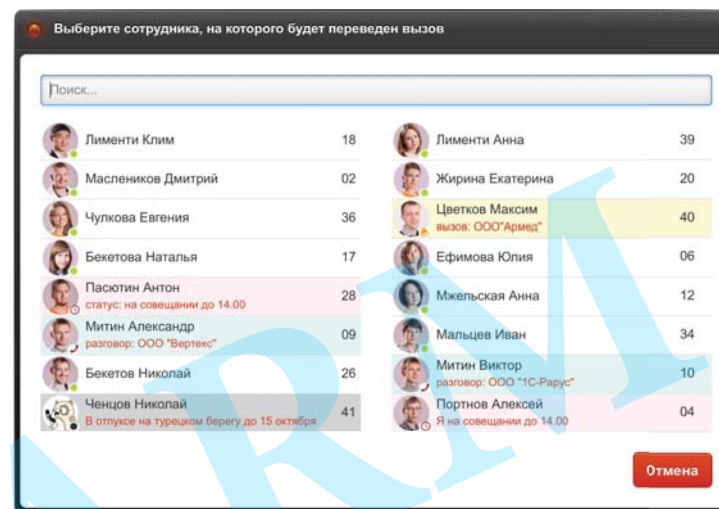 Выберите сотрудника, на которого будет переведен вызов
Поиск...
Лименти Клим 18
Маслеников Дмитрий 02
Чулкова Евгения 36
Бекетова Наталья 17
Пасютин Антон 28
статус: на совещании до 14.00
Митин Александр 09
разговор: ООО "Вертекс"
Бекетов Николай 26
Ченцов Николай 41
В отпуске на турецком берегу до 15 октября
Лименти Анна 39
Жирина Екатерина 20
Цветков Максим 40
вызов: ООО"Армед"
Ефимова Юлия 06
Мжельская Анна 12
Мальцев Иван 34
Митин Виктор 10
разговор: ООО "1С-Рарус"
Портнов Алексей 04
Я на совещании до 14.00
Отмена
ARM